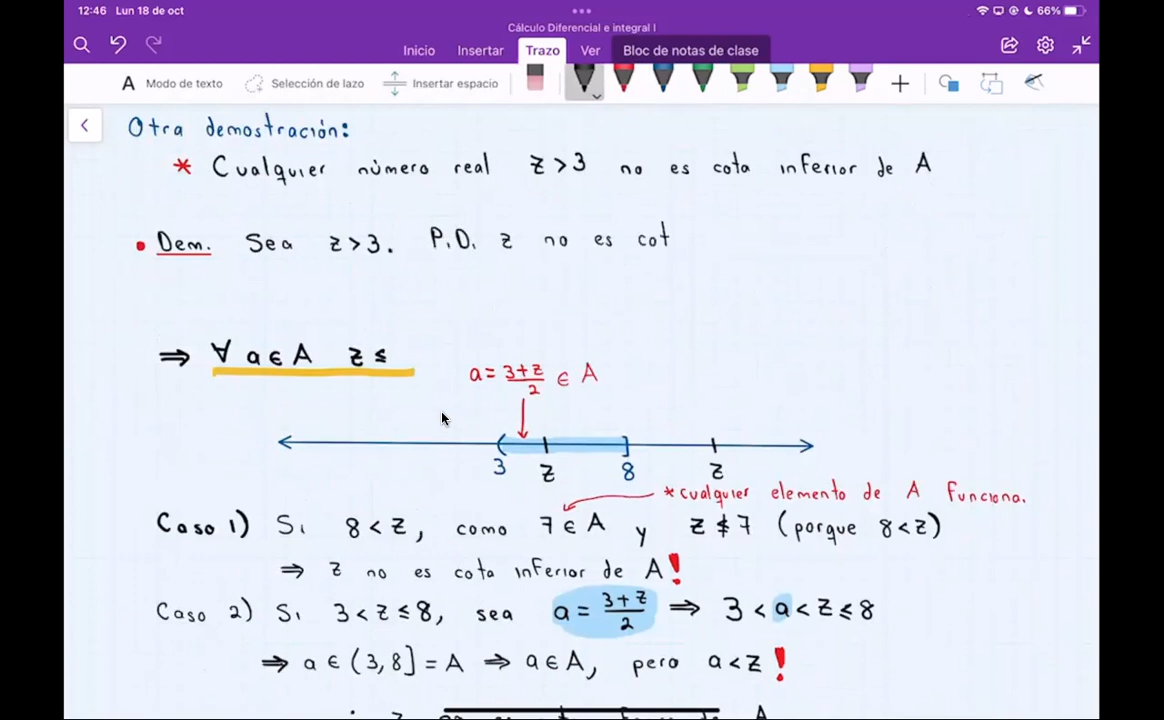 12:46 Lun 18 de oct
66%
Cálculo Diferencial e integral I
Inicio Insertar Trazo Ver Bloc de notas de clase
A Modo de texto Selección de lazo Insertar espacio
Otra demostración:
* Cualquier número real z > 3 no es cota inferior de A
• Dem. Sea z > 3. P.D. z no es cot
⇒ ∀ a ∈ A z ≤
a = (3+z)/2 ∈ A
3 z 8 z
* cualquier elemento de A funciona.
Caso 1) Si 8 < z, como 7 ∈ A y z ≰ 7 (porque 8 < z)
⇒ z no es cota inferior de A!
Caso 2) Si 3 < z ≤ 8, sea a = (3+z)/2 ⇒ 3 < a < z ≤ 8
⇒ a ∈ (3, 8] = A ⇒ a ∈ A, pero a < z!